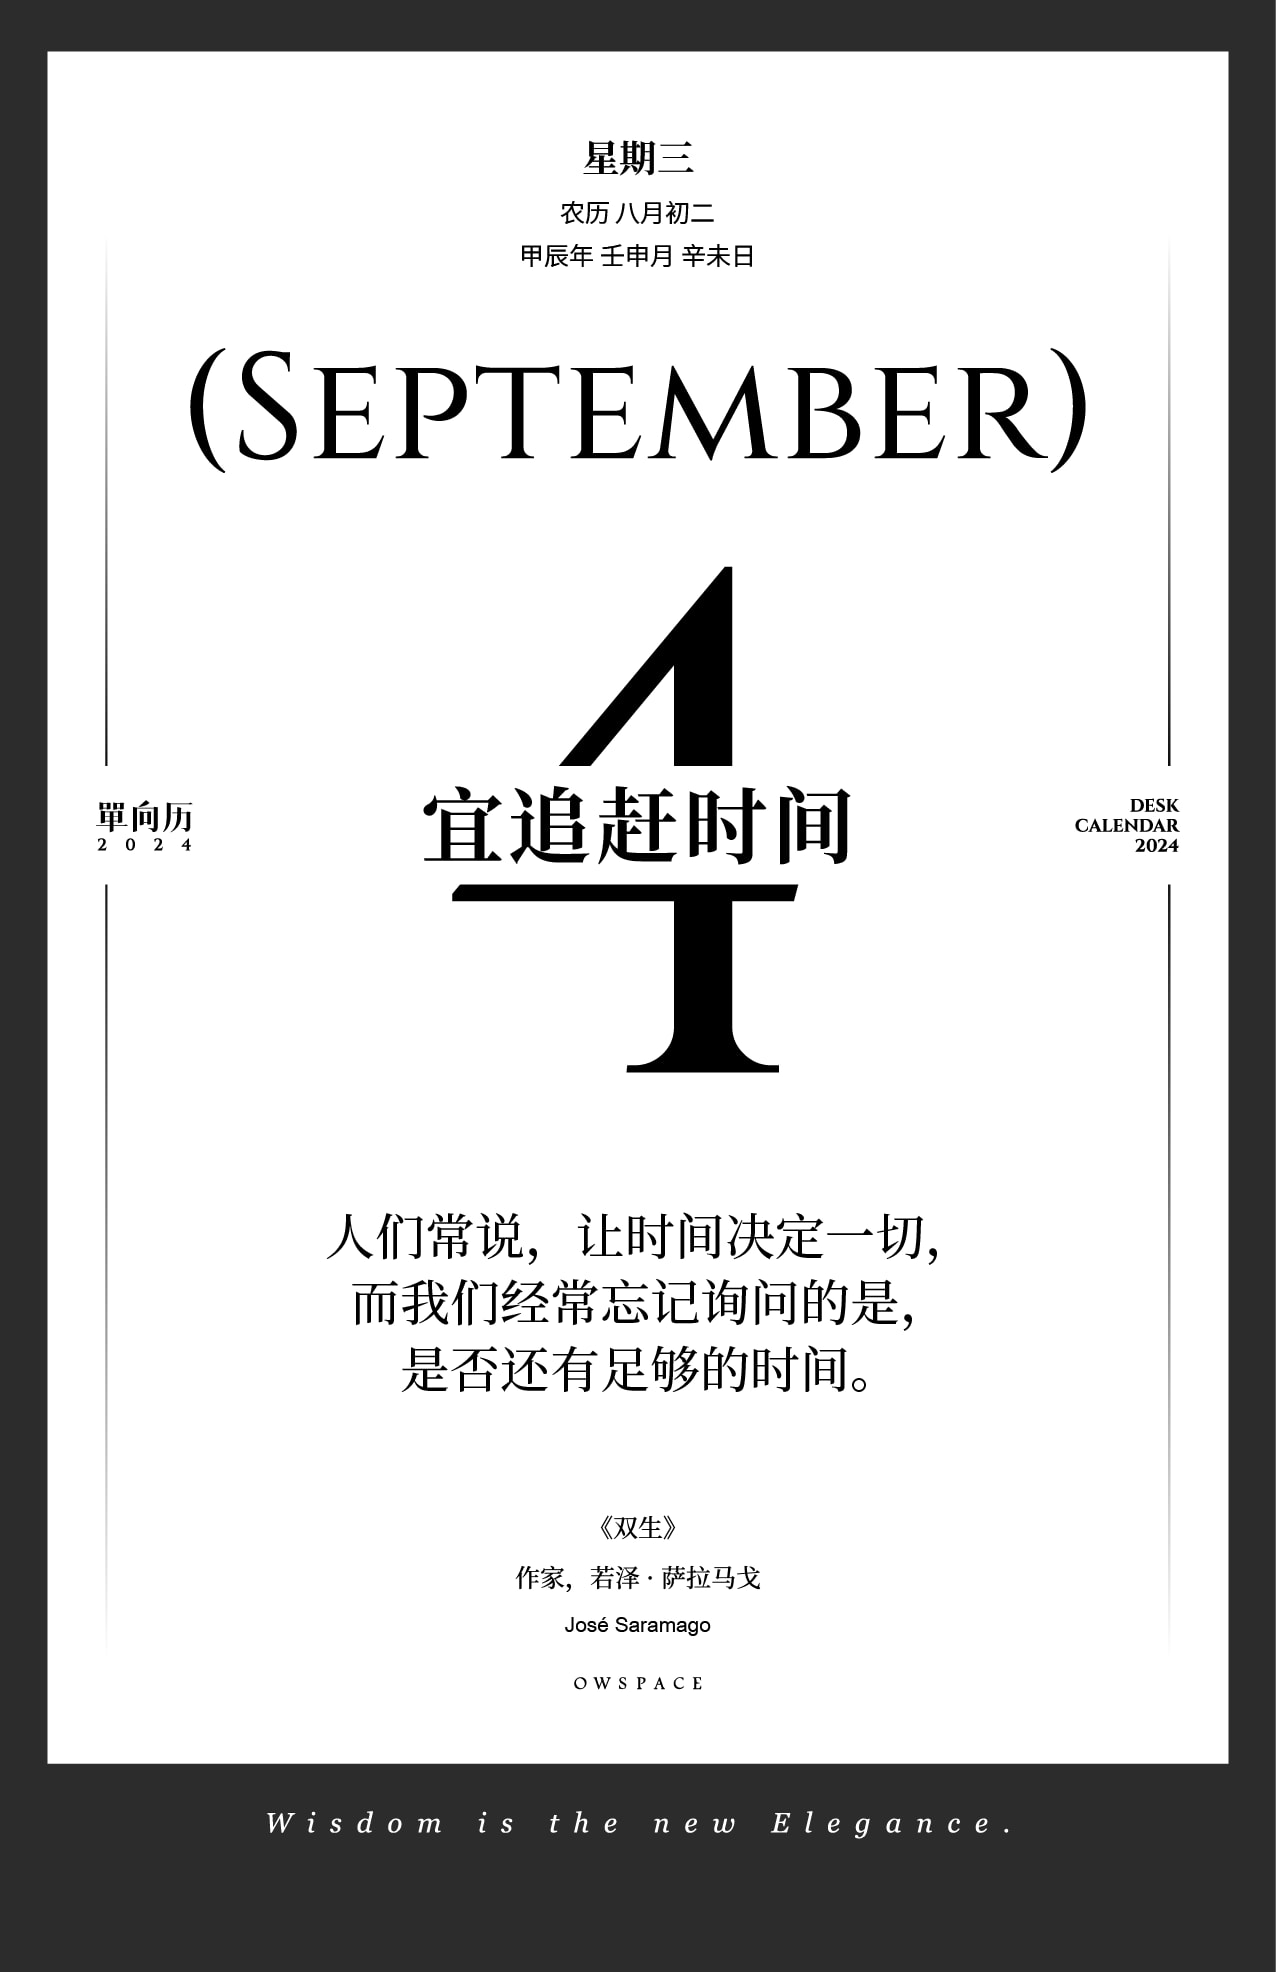 星期三
农历 八月初二
甲辰年 壬申月 辛未日
(SEPTEMBER)
4
單向历
2024
宜追赶时间
DESK
CALENDAR
2024
人们常说，让时间决定一切，
而我们经常忘记询问的是，
是否还有足够的时间。
《双生》
作家，若泽 · 萨拉马戈
José Saramago
OWSPACE
Wisdom is the new Elegance.